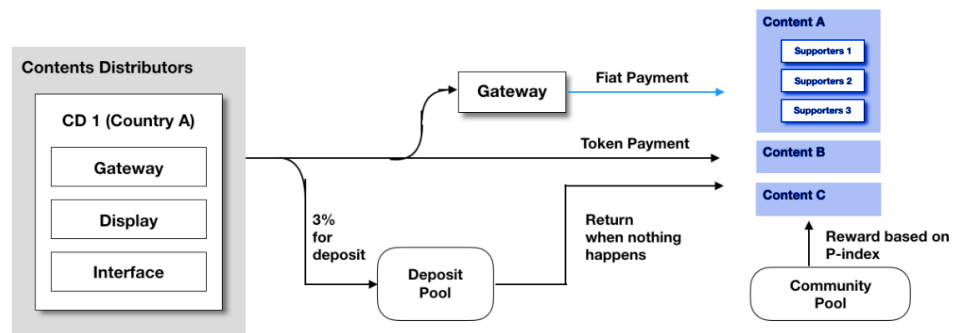 Contents Distributors
CD 1 (Country A)
Gateway
Display
Interface
Gateway
Fiat Payment
Token Payment
3%
for
deposit
Deposit
Pool
Return
when nothing
happens
Content A
Supporters 1
Supporters 2
Supporters 3
Content B
Content C
Reward based on
P-index
Community
Pool